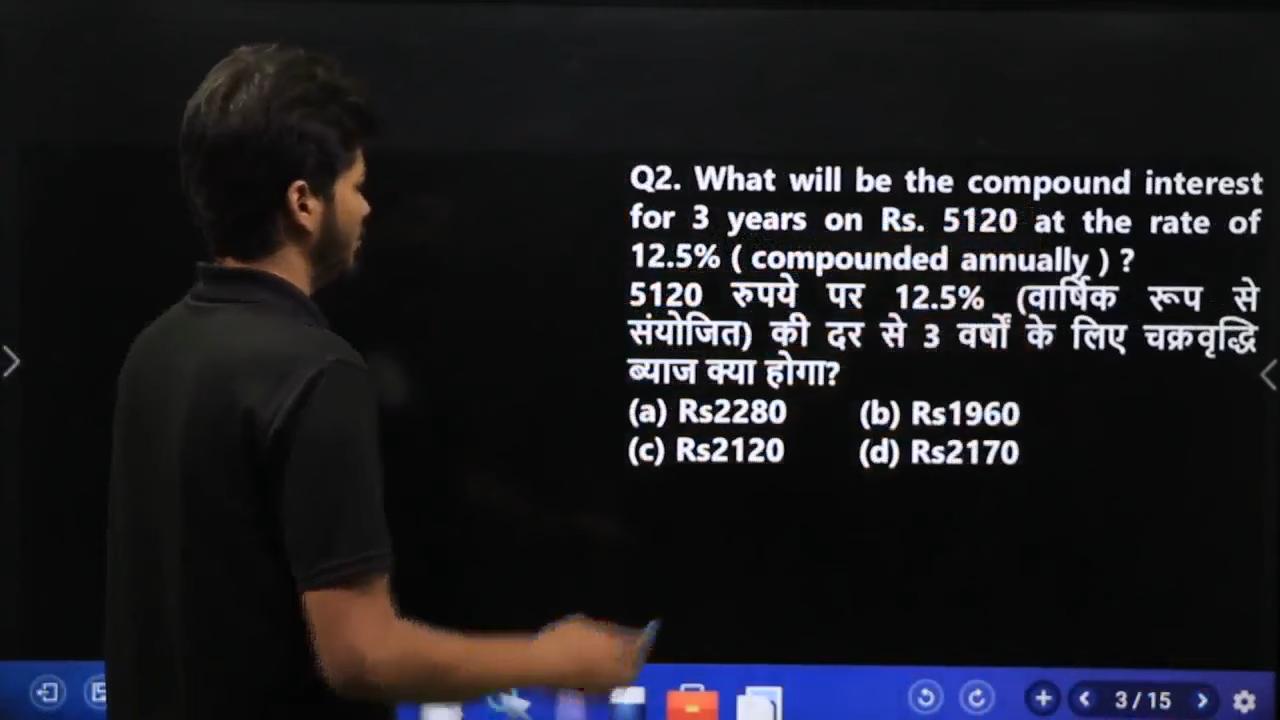 Q2. What will be the compound interest
for 3 years on Rs. 5120 at the rate of
12.5% ( compounded annually ) ?
5120 रुपये पर 12.5% (वार्षिक रूप से
संयोजित) की दर से 3 वर्षों के लिए चक्रवृद्धि
ब्याज क्या होगा?
(a) Rs2280 (b) Rs1960
(c) Rs2120 (d) Rs2170
3 / 15